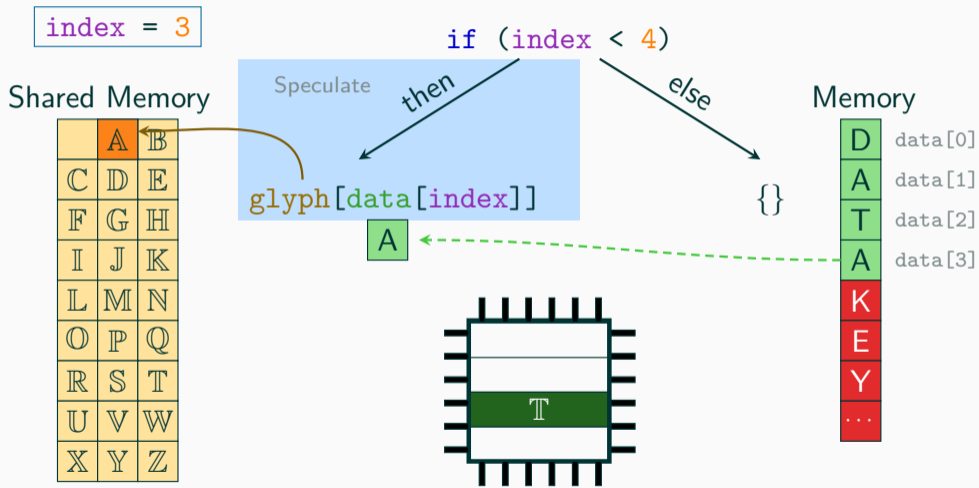 index = 3
if (index < 4)
Speculate
then
else
Shared Memory
Memory
𝔸 𝔹
ℂ 𝔻 𝔼
𝔽 𝔾 ℍ
𝕀 𝕁 𝕂
𝕃 𝕄 ℕ
𝕆 ℙ ℚ
ℝ 𝕊 𝕋
𝕌 𝕍 𝕎
𝕏 𝕐 ℤ
glyph[data[index]]
A
{}
𝕋
D data[0]
A data[1]
T data[2]
A data[3]
K
E
Y
...